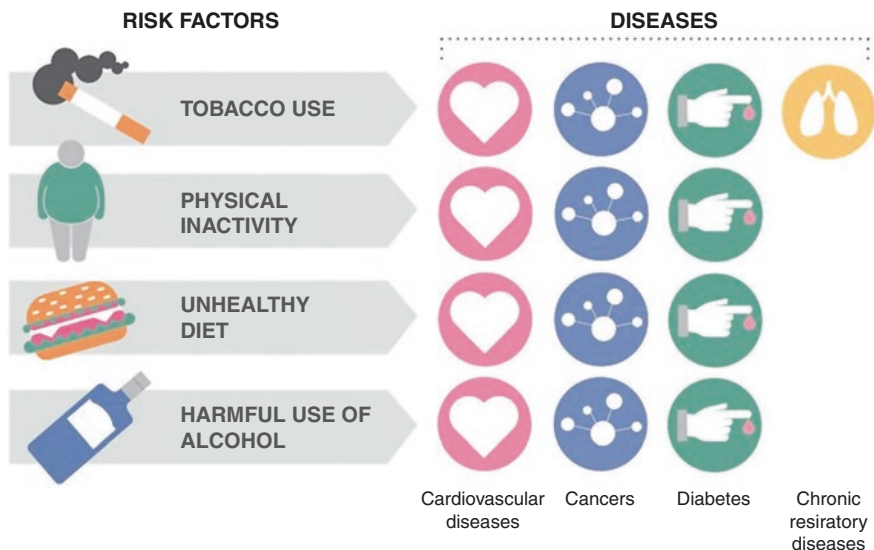 RISK FACTORS
DISEASES
TOBACCO USE
PHYSICAL
INACTIVITY
UNHEALTHY
DIET
HARMFUL USE OF
ALCOHOL
Cardiovascular
diseases
Cancers
Diabetes
Chronic
resiratory
diseases